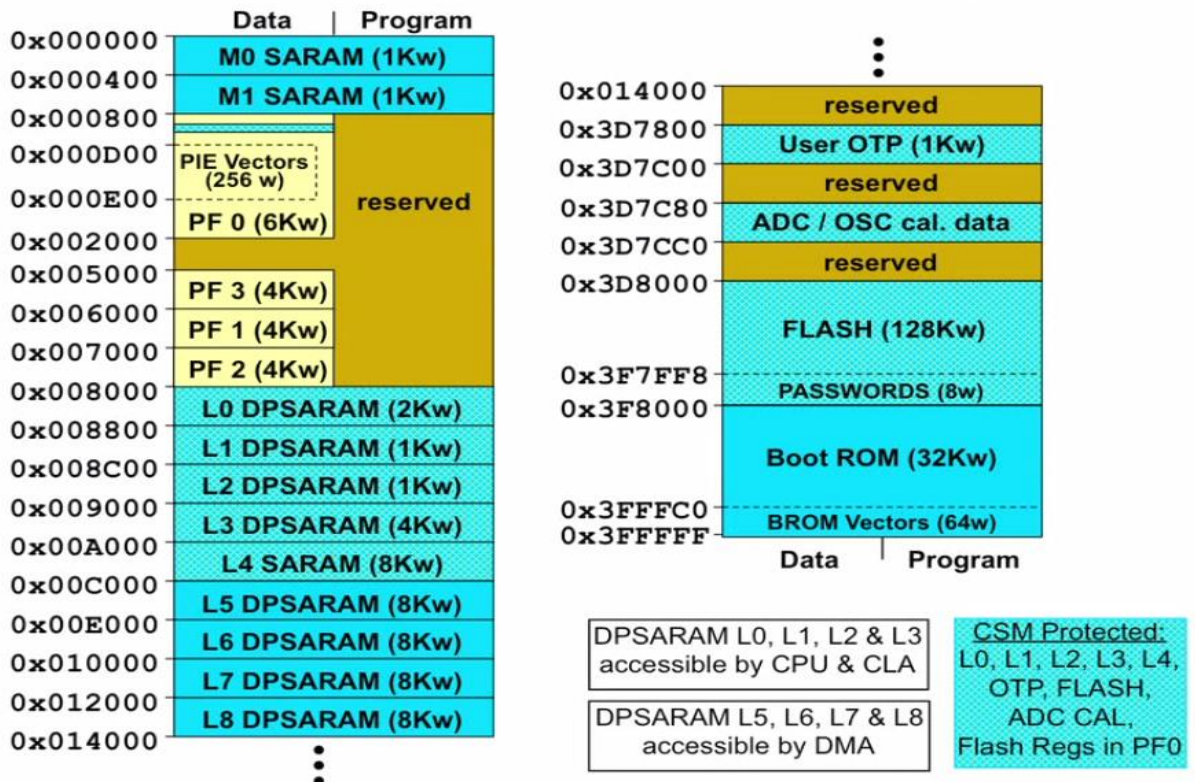 Data Program
0x000000
M0 SARAM (1Kw)
0x000400
M1 SARAM (1Kw)
0x000800
0x000D00
PIE Vectors
(256 w)
0x000E00
reserved
PF 0 (6Kw)
0x002000
0x005000
PF 3 (4Kw)
0x006000
PF 1 (4Kw)
0x007000
PF 2 (4Kw)
0x008000
L0 DPSARAM (2Kw)
0x008800
L1 DPSARAM (1Kw)
0x008C00
L2 DPSARAM (1Kw)
0x009000
L3 DPSARAM (4Kw)
0x00A000
L4 SARAM (8Kw)
0x00C000
L5 DPSARAM (8Kw)
0x00E000
L6 DPSARAM (8Kw)
0x010000
L7 DPSARAM (8Kw)
0x012000
L8 DPSARAM (8Kw)
0x014000
0x014000
reserved
0x3D7800
User OTP (1Kw)
0x3D7C00
reserved
0x3D7C80
ADC / OSC cal. data
0x3D7CC0
reserved
0x3D8000
FLASH (128Kw)
0x3F7FF8
PASSWORDS (8w)
0x3F8000
Boot ROM (32Kw)
0x3FFFC0
BROM Vectors (64w)
0x3FFFFF
Data Program
DPSARAM L0, L1, L2 & L3
accessible by CPU & CLA
DPSARAM L5, L6, L7 & L8
accessible by DMA
CSM Protected:
L0, L1, L2, L3, L4,
OTP, FLASH,
ADC CAL,
Flash Regs in PF0